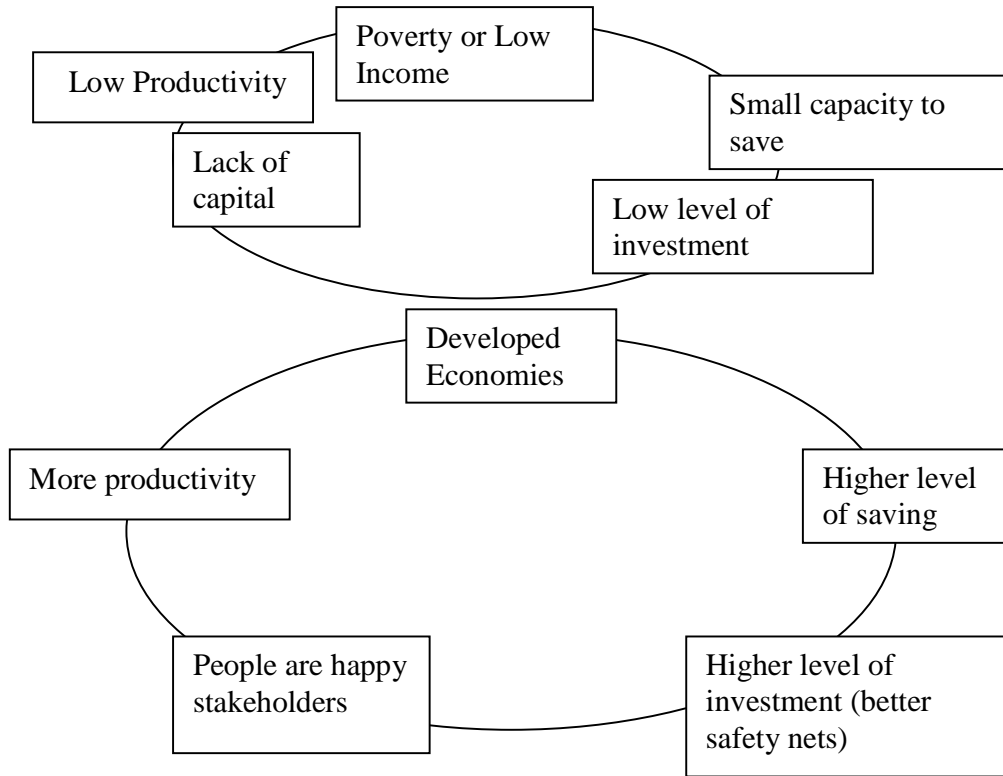 Poverty or Low
Income
Low Productivity
Small capacity to
save
Lack of
capital
Low level of
investment
Developed
Economies
More productivity
Higher level
of saving
People are happy
stakeholders
Higher level of
investment (better
safety nets)